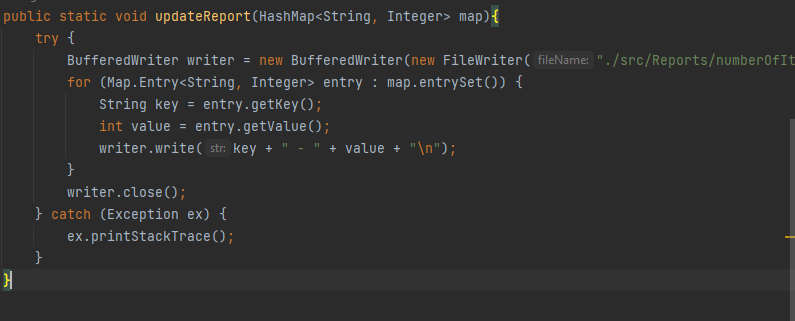 public static void updateReport(HashMap<String, Integer> map){
try {
BufferedWriter writer = new BufferedWriter(new FileWriter( fileName: "./src/Reports/numberOfIt
for (Map.Entry<String, Integer> entry : map.entrySet()) {
String key = entry.getKey();
int value = entry.getValue();
writer.write( str: key + " - " + value + "\n");
}
writer.close();
} catch (Exception ex) {
ex.printStackTrace();
}
}